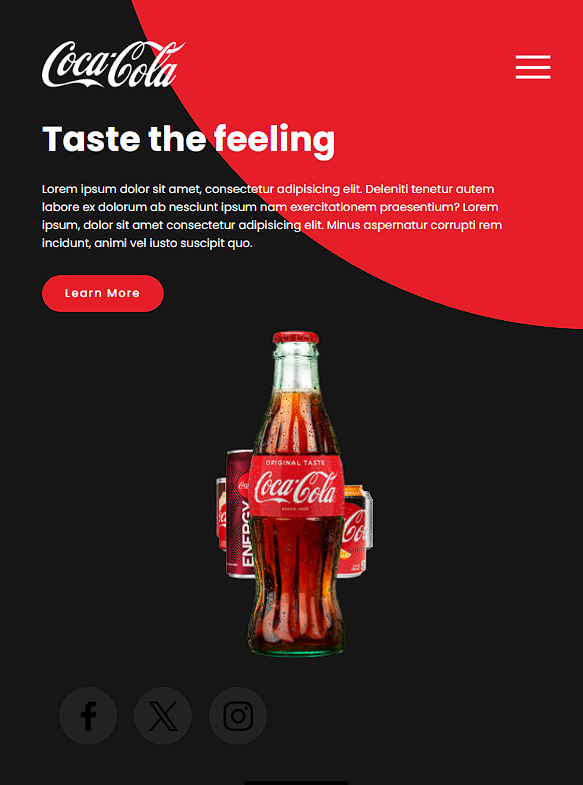 Coca-Cola
Taste the feeling
Lorem ipsum dolor sit amet, consectetur adipisicing elit. Deleniti tenetur autem
labore ex dolorum ab nesciunt ipsum nam exercitationem praesentium? Lorem
ipsum, dolor sit amet consectetur adipisicing elit. Minus aspernatur corrupti rem
incidunt, animi vel iusto suscipit quo.
Learn More
ORIGINAL TASTE
Coca-Cola
ENERGY